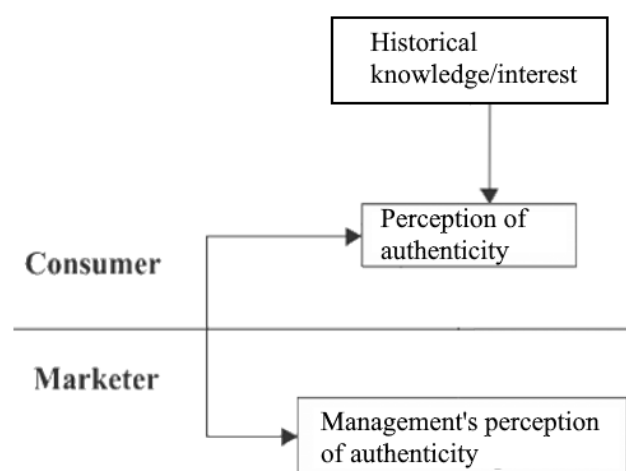 Historical
knowledge/interest
Perception of
authenticity
Consumer
Marketer
Management's perception
of authenticity